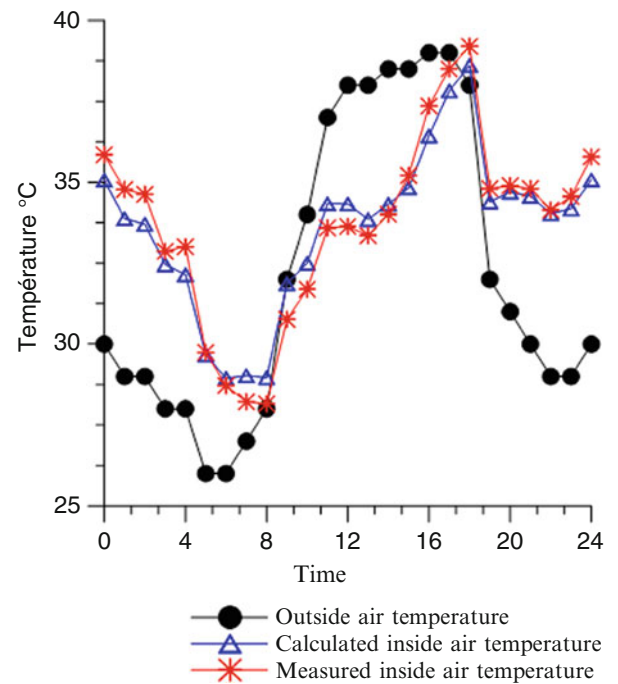 40
35
30
25
Température °C
0 4 8 12 16 20 24
Time
Outside air temperature
Calculated inside air temperature
Measured inside air temperature